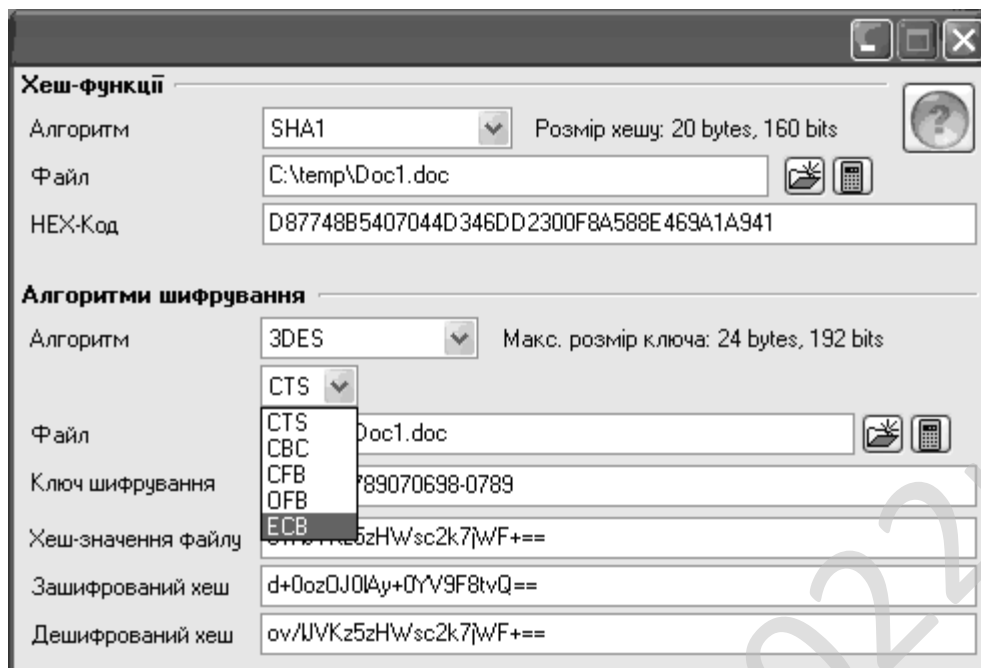 Хеш-функції
Алгоритм SHA1 Розмір хешу: 20 bytes, 160 bits
Файл C:\temp\Doc1.doc
HEX-Код D87748B5407044D346DD2300F8A588E469A1A941
Алгоритми шифрування
Алгоритм 3DES Макс. розмір ключа: 24 bytes, 192 bits
CTS
CTS
CBC
CFB
OFB
ECB
Файл Doc1.doc
Ключ шифрування 789070698-0789
Хеш-значення файлу 5zHWsc2k7jWF+==
Зашифрований хеш d+0ozOJ0lAy+0YV9F8tvQ==
Дешифрований хеш ov/IJVKz5zHWsc2k7jWF+==